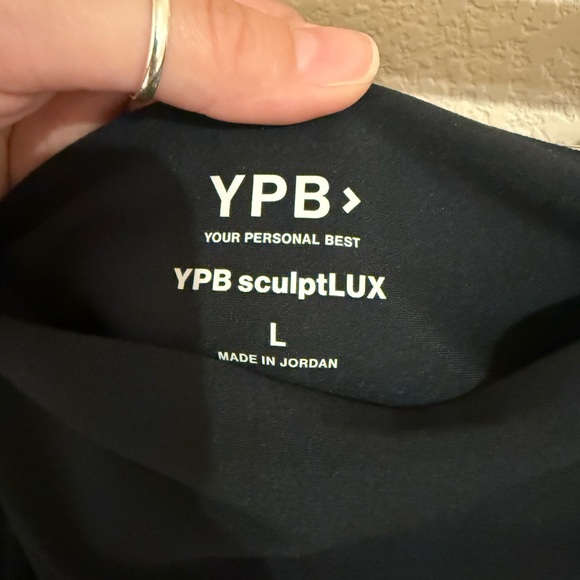 YPB>
YOUR PERSONAL BEST
YPB sculptLUX
L
MADE IN JORDAN